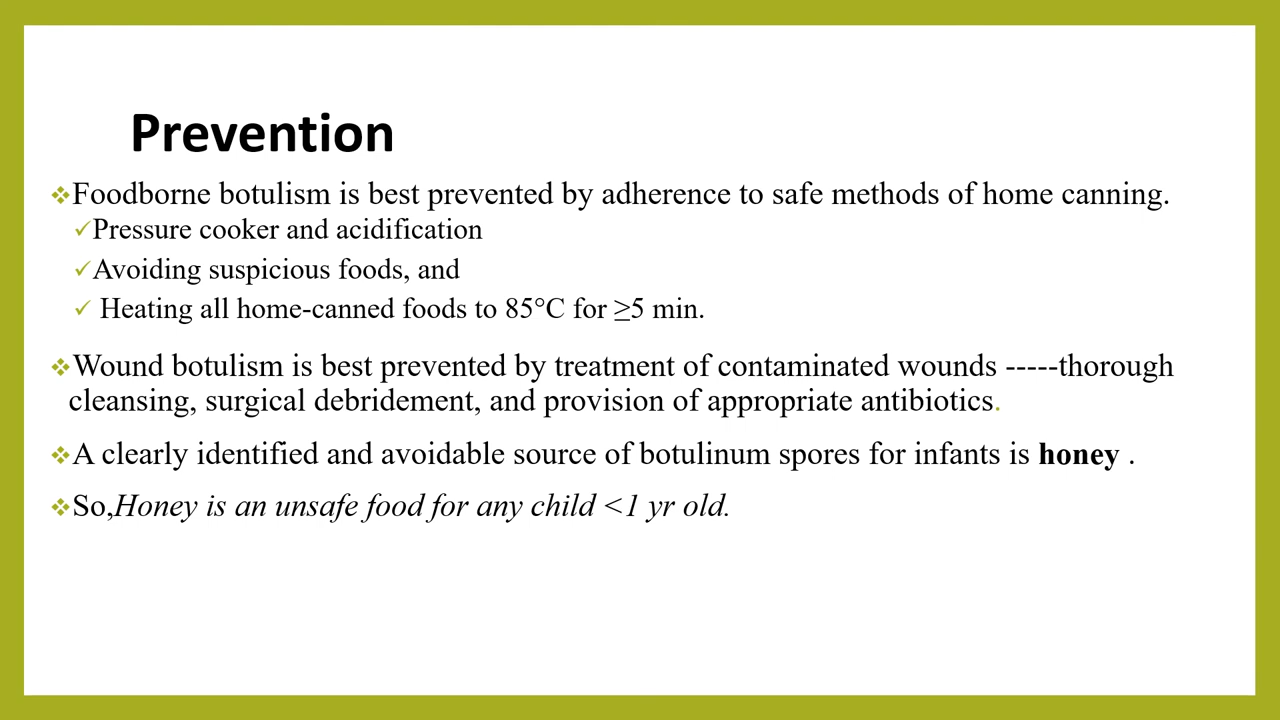 Prevention
❖Foodborne botulism is best prevented by adherence to safe methods of home canning.
✓Pressure cooker and acidification
✓Avoiding suspicious foods, and
✓ Heating all home-canned foods to 85°C for ≥5 min.
❖Wound botulism is best prevented by treatment of contaminated wounds -----thorough
cleansing, surgical debridement, and provision of appropriate antibiotics.
❖A clearly identified and avoidable source of botulinum spores for infants is honey .
❖So,Honey is an unsafe food for any child <1 yr old.